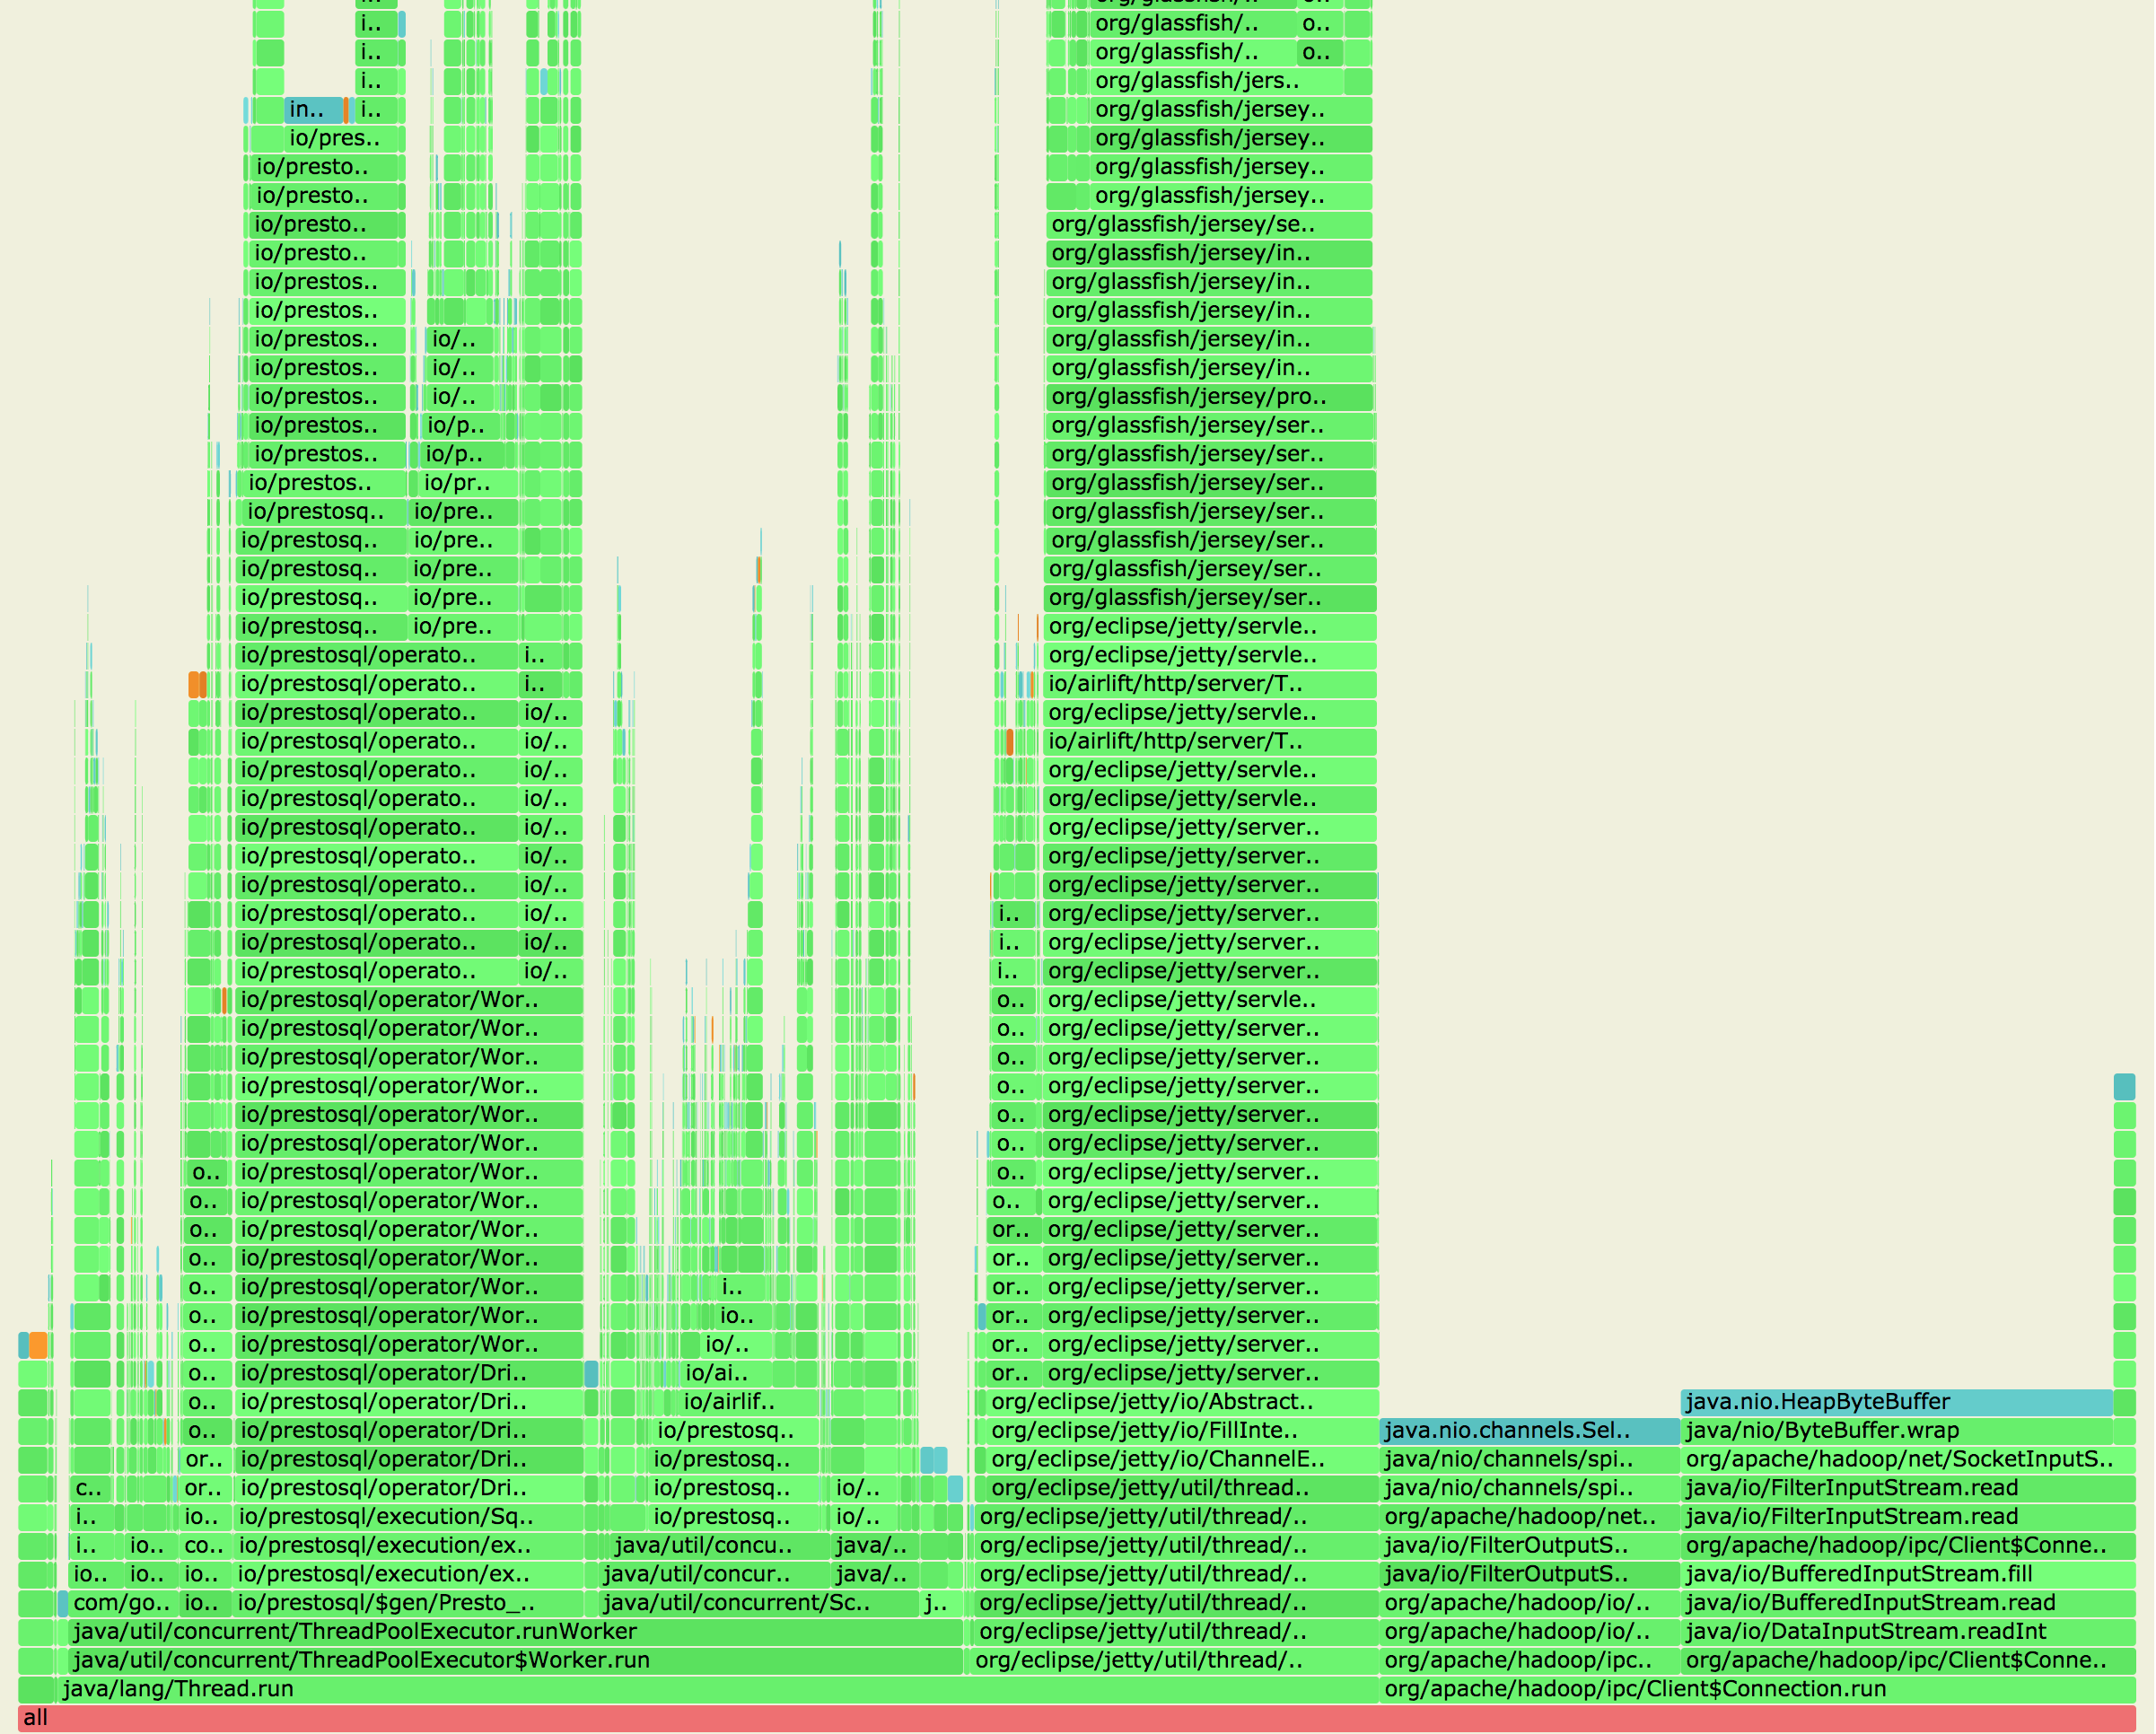 i.. org/glassfish/.. o..
i.. org/glassfish/.. o..
i.. org/glassfish/jers..
in.. i.. org/glassfish/jersey..
io/pres.. org/glassfish/jersey..
io/presto.. org/glassfish/jersey..
io/presto.. org/glassfish/jersey..
io/presto.. org/glassfish/jersey/se..
io/presto.. org/glassfish/jersey/in..
io/prestos.. org/glassfish/jersey/in..
io/prestos.. org/glassfish/jersey/in..
io/prestos.. io/.. org/glassfish/jersey/in..
io/prestos.. io/.. org/glassfish/jersey/in..
io/prestos.. io/.. org/glassfish/jersey/pro..
io/prestos.. io/p.. org/glassfish/jersey/ser..
io/prestos.. io/p.. org/glassfish/jersey/ser..
io/prestos.. io/pr.. org/glassfish/jersey/ser..
io/prestosq.. io/pre.. org/glassfish/jersey/ser..
io/prestosq.. io/pre.. org/glassfish/jersey/ser..
io/prestosq.. io/pre.. org/glassfish/jersey/ser..
io/prestosq.. io/pre.. org/glassfish/jersey/ser..
io/prestosq.. io/pre.. org/eclipse/jetty/servle..
io/prestosql/operato.. i.. org/eclipse/jetty/servle..
io/prestosql/operato.. i.. io/airlift/http/server/T..
io/prestosql/operato.. io/.. org/eclipse/jetty/servle..
io/prestosql/operato.. io/.. io/airlift/http/server/T..
io/prestosql/operato.. io/.. org/eclipse/jetty/servle..
io/prestosql/operato.. io/.. org/eclipse/jetty/servle..
io/prestosql/operato.. io/.. org/eclipse/jetty/server..
io/prestosql/operato.. io/.. org/eclipse/jetty/server..
io/prestosql/operato.. io/.. org/eclipse/jetty/server..
io/prestosql/operato.. io/.. i.. org/eclipse/jetty/server..
io/prestosql/operato.. io/.. i.. org/eclipse/jetty/server..
io/prestosql/operato.. io/.. i.. org/eclipse/jetty/server..
io/prestosql/operator/Wor.. o.. org/eclipse/jetty/servle..
io/prestosql/operator/Wor.. o.. org/eclipse/jetty/server..
io/prestosql/operator/Wor.. o.. org/eclipse/jetty/server..
io/prestosql/operator/Wor.. o.. org/eclipse/jetty/server..
io/prestosql/operator/Wor.. o.. org/eclipse/jetty/server..
io/prestosql/operator/Wor.. o.. org/eclipse/jetty/server..
o.. io/prestosql/operator/Wor.. o.. org/eclipse/jetty/server..
o.. io/prestosql/operator/Wor.. o.. org/eclipse/jetty/server..
o.. io/prestosql/operator/Wor.. or.. org/eclipse/jetty/server..
o.. io/prestosql/operator/Wor.. or.. org/eclipse/jetty/server..
o.. io/prestosql/operator/Wor.. i.. or.. org/eclipse/jetty/server..
o.. io/prestosql/operator/Wor.. io.. or.. org/eclipse/jetty/server..
o.. io/prestosql/operator/Wor.. io/.. or.. org/eclipse/jetty/server..
o.. io/prestosql/operator/Dri.. io/ai.. or.. org/eclipse/jetty/server..
o.. io/prestosql/operator/Dri.. io/airlif.. org/eclipse/jetty/io/Abstract.. java.nio.HeapByteBuffer
o.. io/prestosql/operator/Dri.. io/prestosq.. org/eclipse/jetty/io/FillInte.. java.nio.channels.Sel.. java/nio/ByteBuffer.wrap
or.. io/prestosql/operator/Dri.. io/prestosq.. org/eclipse/jetty/io/ChannelE.. java/nio/channels/spi.. org/apache/hadoop/net/SocketInputS..
c.. or.. io/prestosql/operator/Dri.. io/prestosq.. io/.. org/eclipse/jetty/util/thread.. java/nio/channels/spi.. java/io/FilterInputStream.read
i.. io.. io/prestosql/execution/Sq.. io/prestosq.. io/.. org/eclipse/jetty/util/thread/.. org/apache/hadoop/net.. java/io/FilterInputStream.read
i.. io.. co.. io/prestosql/execution/ex.. java/util/concu.. java/.. org/eclipse/jetty/util/thread/.. java/io/FilterOutputS.. org/apache/hadoop/ipc/Client$Conne..
io.. io.. io.. io/prestosql/execution/ex.. java/util/concur.. java/.. org/eclipse/jetty/util/thread/.. java/io/FilterOutputS.. java/io/BufferedInputStream.fill
com/go.. io.. io/prestosql/$gen/Presto_.. java/util/concurrent/Sc.. j.. org/eclipse/jetty/util/thread/.. org/apache/hadoop/io/.. java/io/BufferedInputStream.read
java/util/concurrent/ThreadPoolExecutor.runWorker org/eclipse/jetty/util/thread/.. org/apache/hadoop/io/.. java/io/DataInputStream.readInt
java/util/concurrent/ThreadPoolExecutor$Worker.run org/eclipse/jetty/util/thread/.. org/apache/hadoop/ipc.. org/apache/hadoop/ipc/Client$Conne..
java/lang/Thread.run org/apache/hadoop/ipc/Client$Connection.run
all